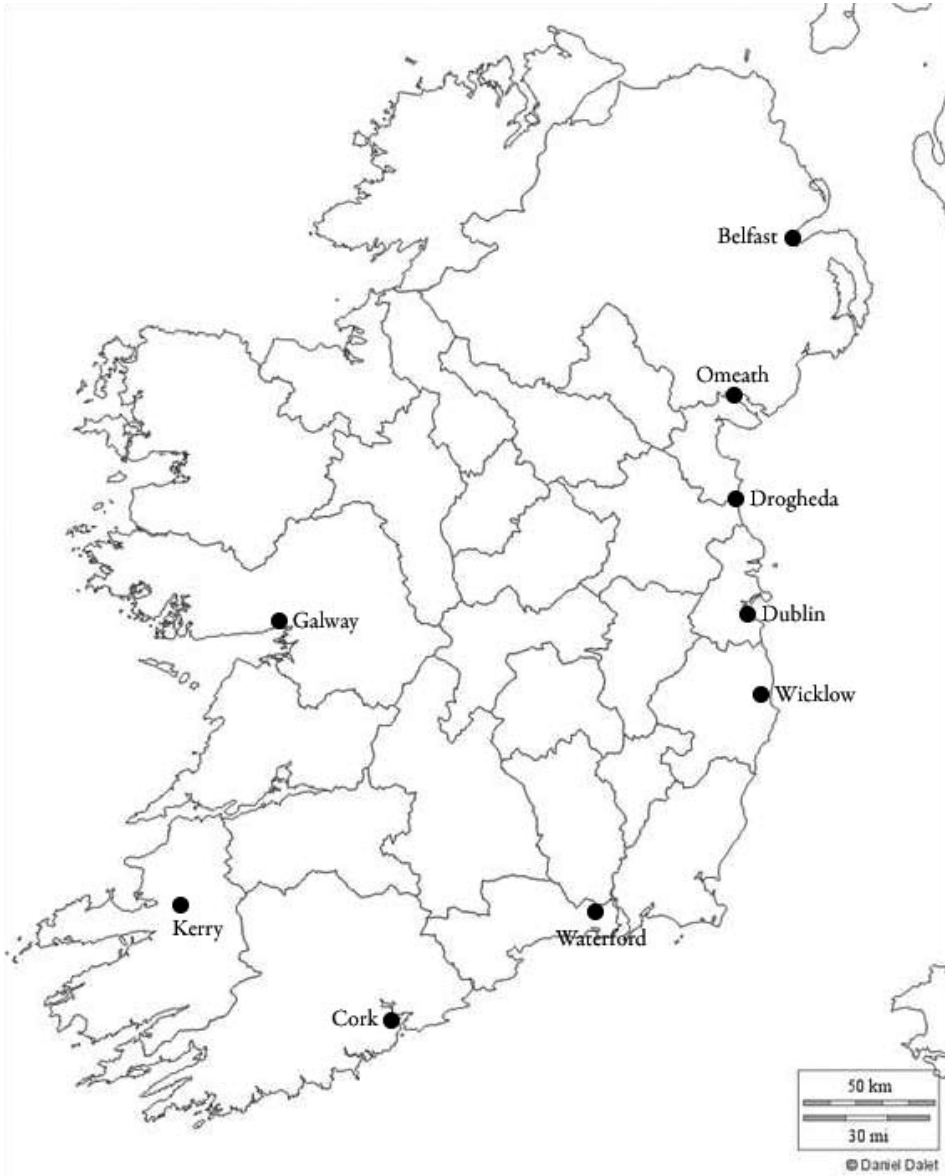 Belfast
Omeath
Drogheda
Galway
Dublin
Wicklow
Kerry
Waterford
Cork
50 km
30 mi
© Daniel Dalet